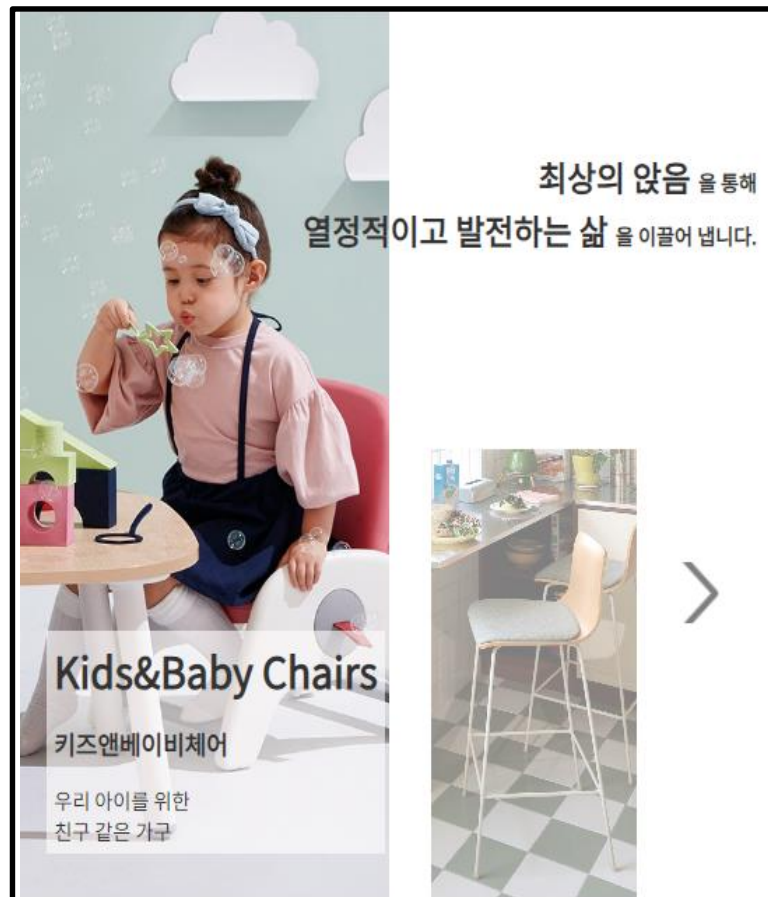 최상의 앉음 을 통해
열정적이고 발전하는 삶 을 이끌어 냅니다.
Kids&Baby Chairs
키즈앤베이비체어
우리 아이를 위한
친구 같은 가구